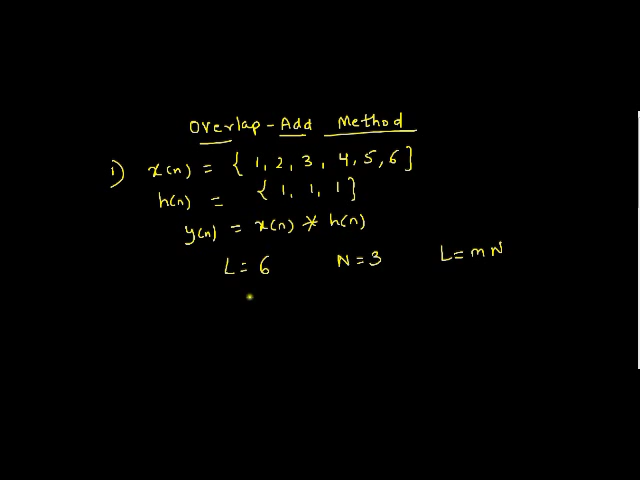 Overlap-Add Method
1) x(n) = { 1, 2, 3, 4, 5, 6 }
h(n) = { 1, 1, 1 }
y(n) = x(n) * h(n)
L = 6 N = 3 L = m N